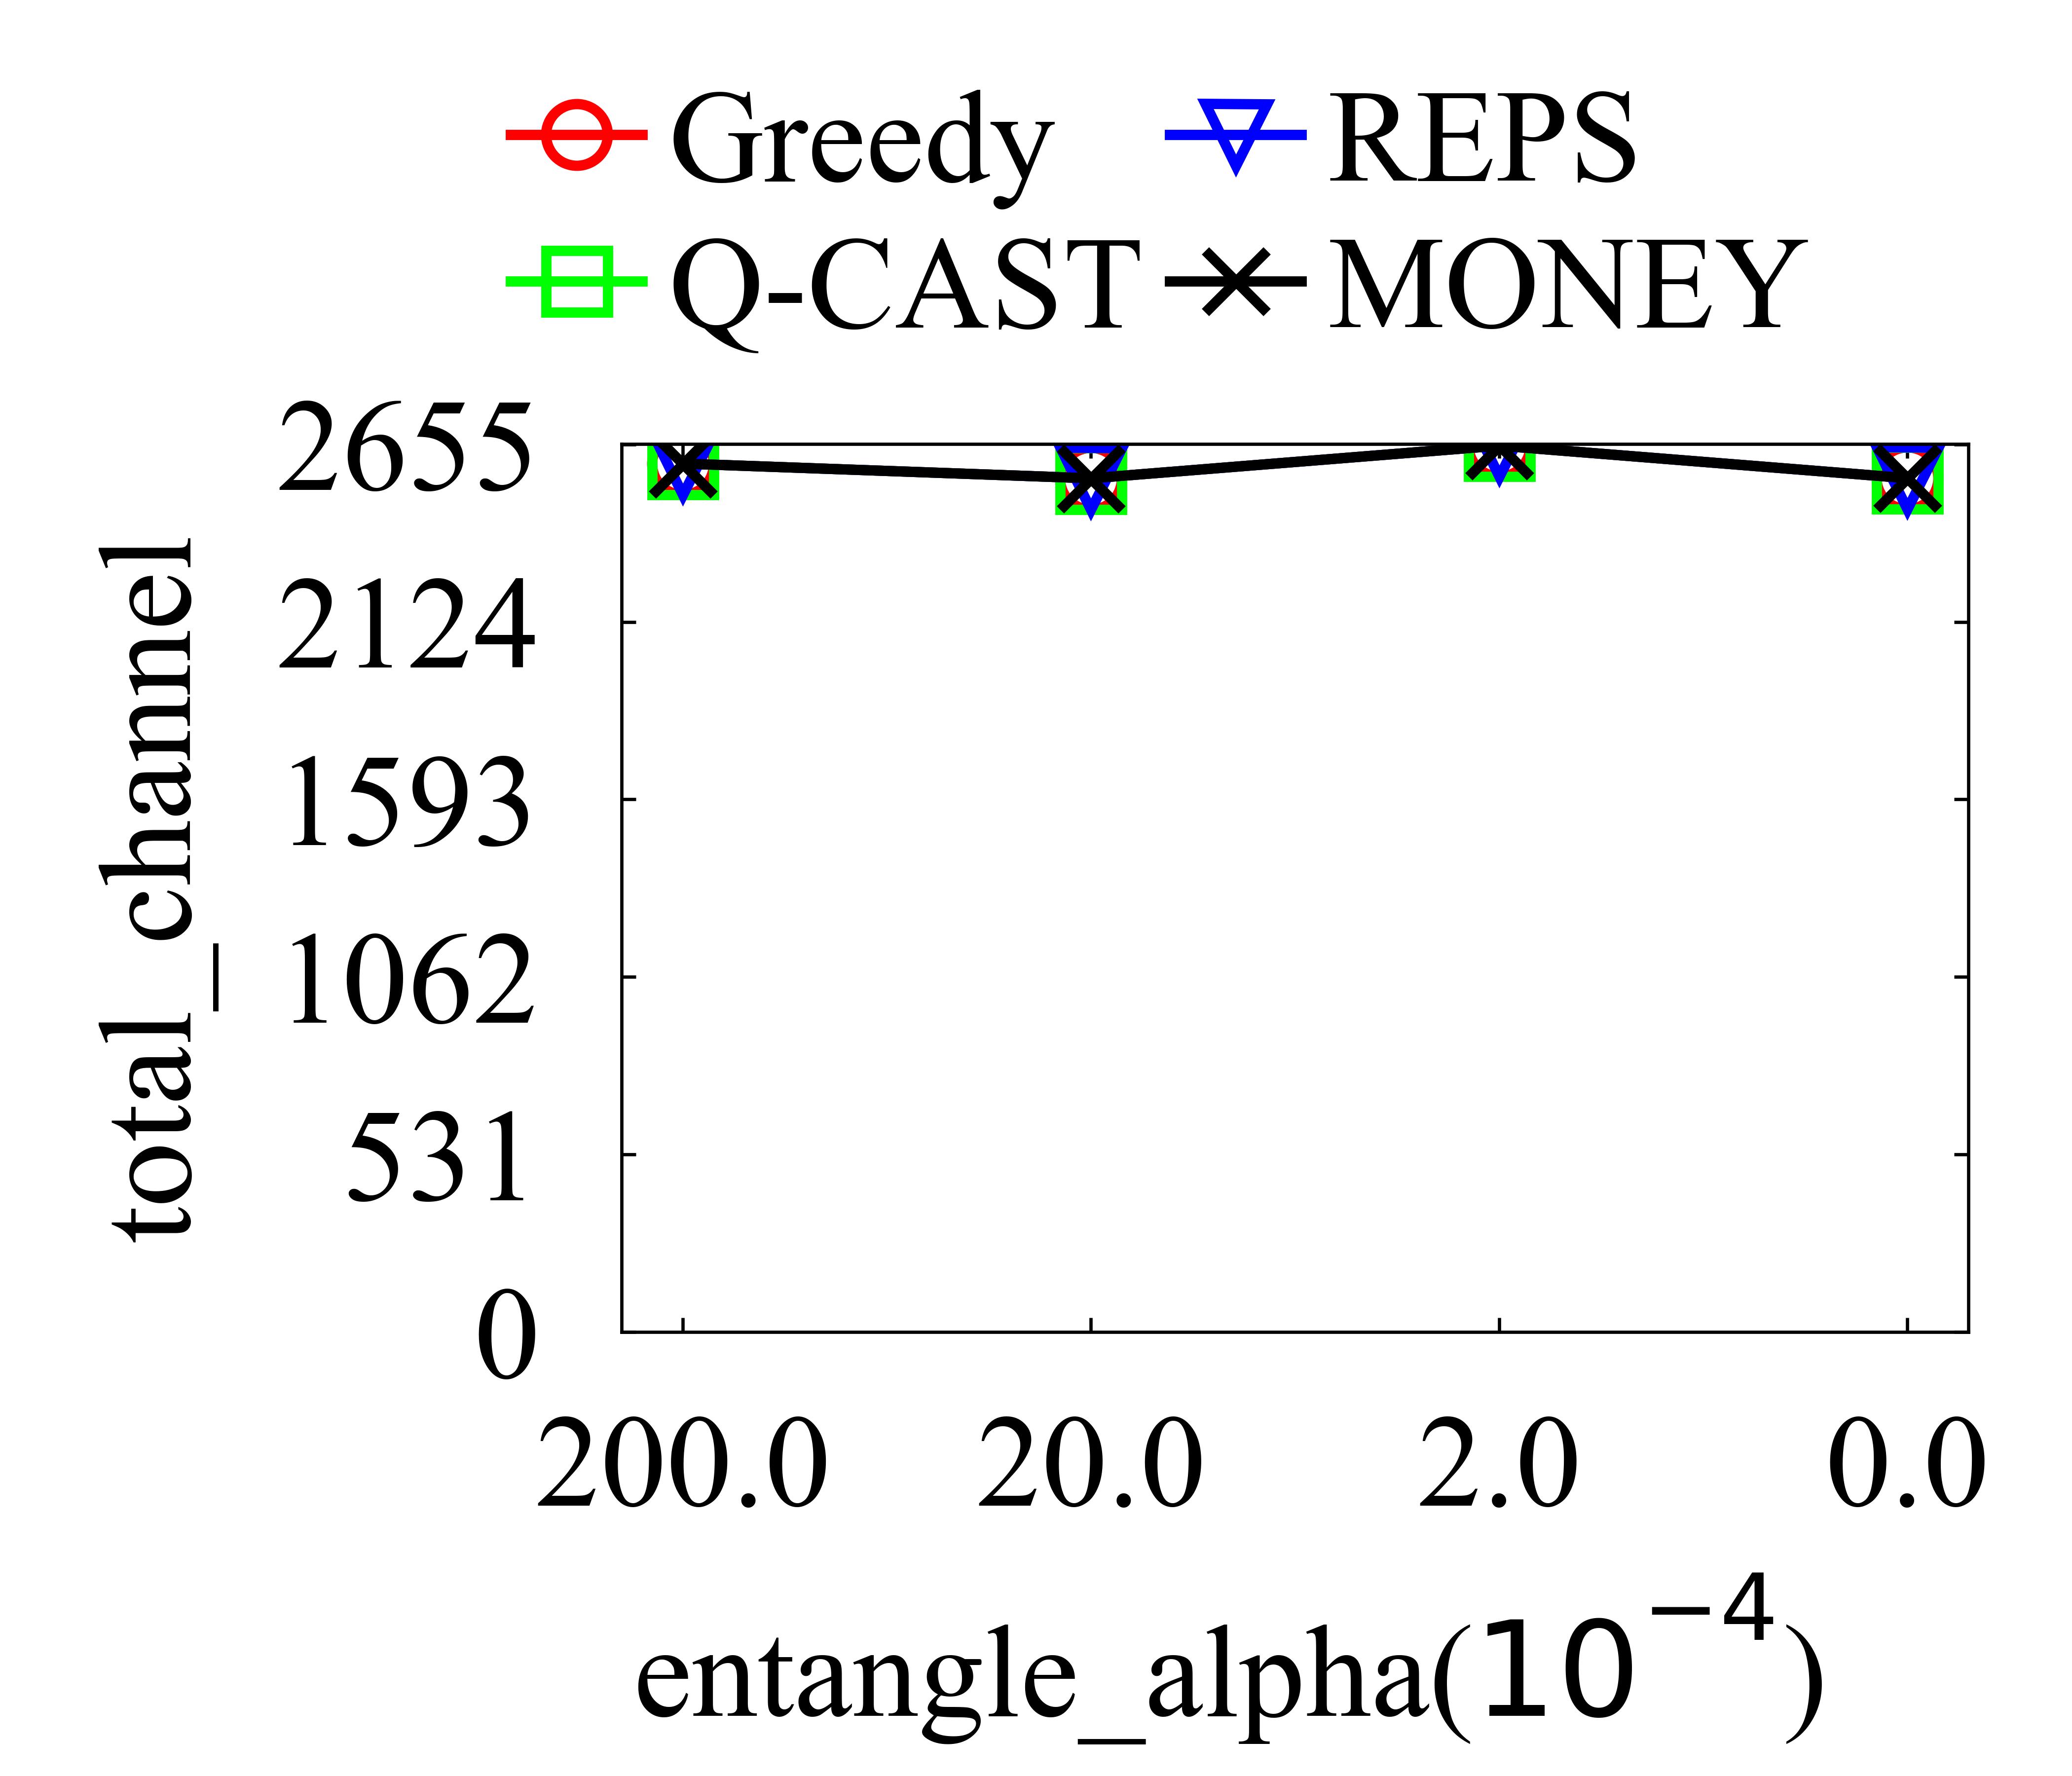 Greedy REPS
Q-CAST MONEY
2655
2124
1593
1062
531
0
total_channel
200.0 20.0 2.0 0.0
entangle_alpha(10⁻⁴)